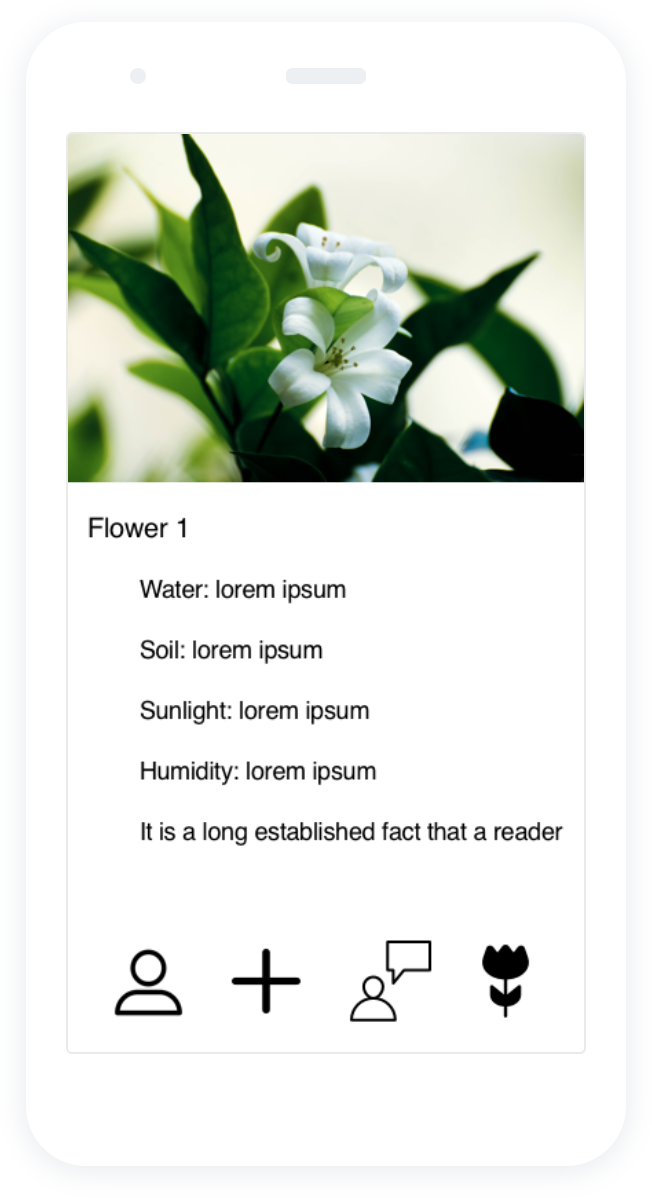 Flower 1
Water: lorem ipsum
Soil: lorem ipsum
Sunlight: lorem ipsum
Humidity: lorem ipsum
It is a long established fact that a reader